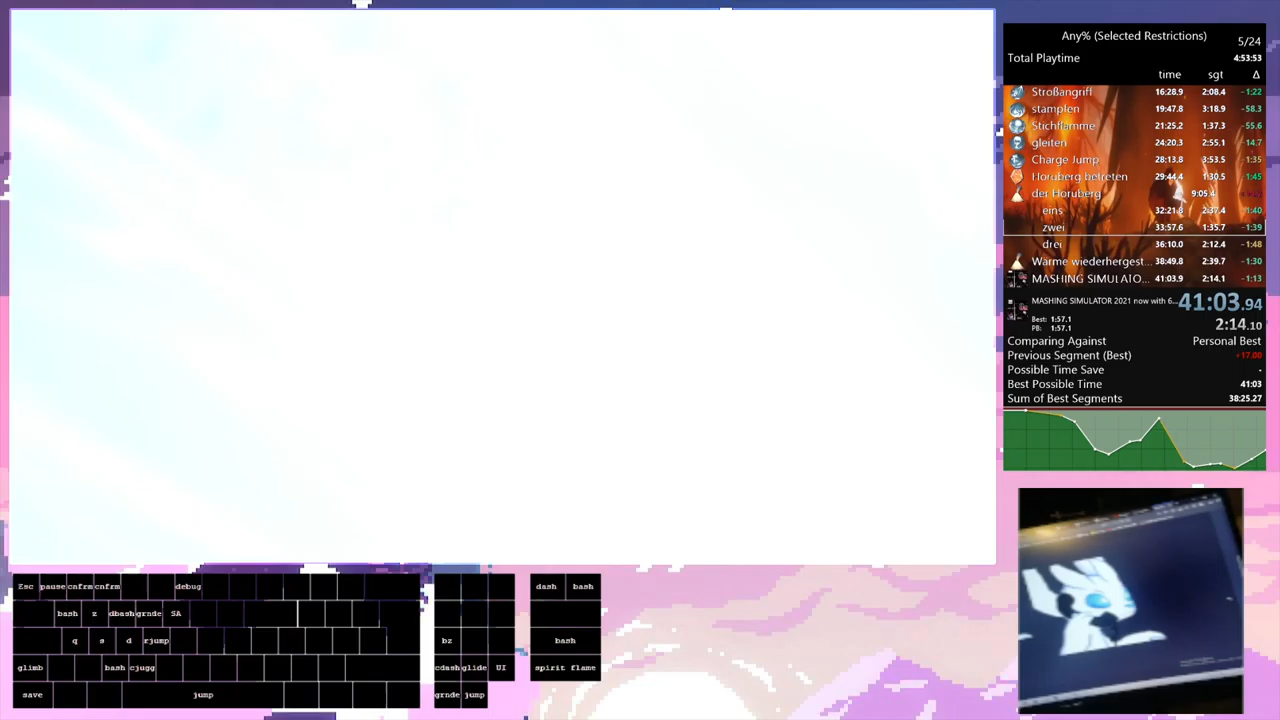 Any% (Selected Restrictions)
5/24
Total Playtime 4:53:53
time sgt Δ
Stroßangriff 16:28.9 2:08.4 -1:22
stampfen 19:47.8 3:18.9 -58.3
Stichflamme 21:25.2 1:37.3 -55.6
gleiten 24:20.3 2:55.1 -14.7
Charge Jump 28:13.8 3:53.5 -1:35
Horuberg betreten 29:44.4 1:30.5 -1:45
der Horuberg 9:05.4
eins 32:21.8 2:37.4 -1:40
zwei 33:57.6 1:35.7 -1:39
drei 36:10.0 2:12.4 -1:48
Wärme wiederhergest... 38:49.8 2:39.7 -1:30
MASHING SIMULATO... 41:03.9 2:14.1 -1:13
MASHING SIMULATOR 2021 now with 6... 41:03.94
Best: 1:57.1
PB: 1:57.1
2:14.10
Comparing Against Personal Best
Previous Segment (Best) +17.00
Possible Time Save -
Best Possible Time 41:03
Sum of Best Segments 38:25.27
Zsc pause cnfrm cnfrm debug
bash z dbash grnde SA
q s d rjump
glimb bash cjugg
save jump
bz
cdash glide UI
grnde jump
dash bash
bash
spirit flame